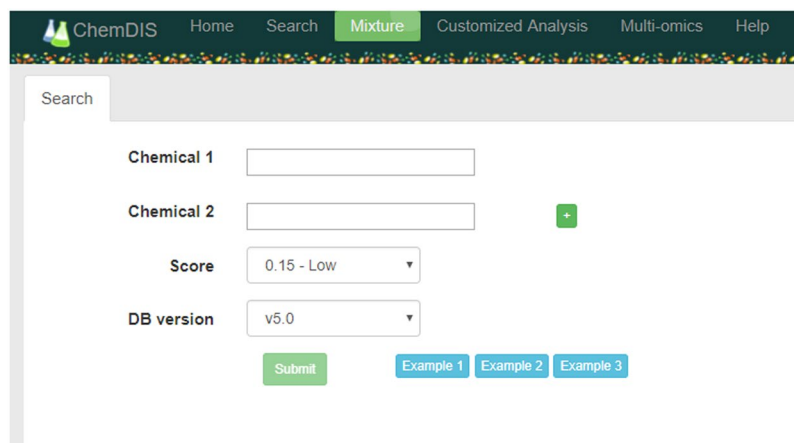 ChemDIS Home Search Mixture Customized Analysis Multi-omics Help
Search
Chemical 1
Chemical 2 +
Score 0.15 - Low
DB version v5.0
Submit Example 1 Example 2 Example 3